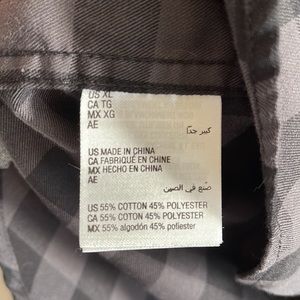 US XL
CA TG
MX XG
AE كبير جدًا
US MADE IN CHINA
CA FABRIQUÉ EN CHINE
MX HECHO EN CHINA
AE
صنع في الصين
US 55% COTTON 45% POLYESTER
CA 55% COTON 45% POLYESTER
MX 55% algodón 45% poliester